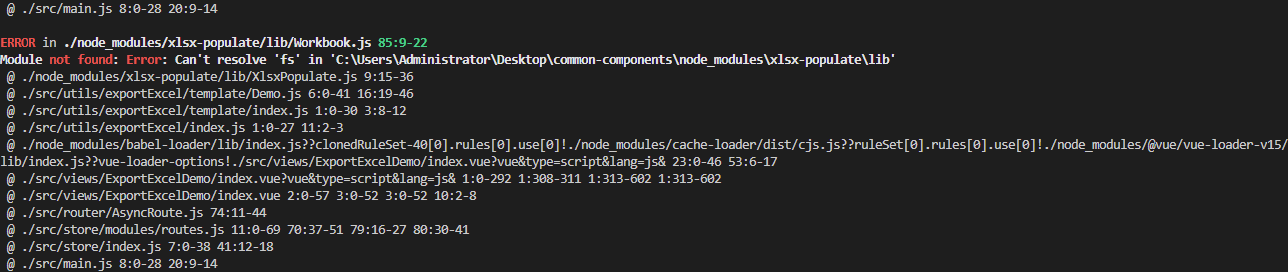 @ ./src/main.js 8:0-28 20:9-14
ERROR in ./node_modules/xlsx-populate/lib/Workbook.js 85:9-22
Module not found: Error: Can't resolve 'fs' in 'C:\Users\Administrator\Desktop\common-components\node_modules\xlsx-populate\lib'
@ ./node_modules/xlsx-populate/lib/XlsxPopulate.js 9:15-36
@ ./src/utils/exportExcel/template/Demo.js 6:0-41 16:19-46
@ ./src/utils/exportExcel/template/index.js 1:0-30 3:8-12
@ ./src/utils/exportExcel/index.js 1:0-27 11:2-3
@ ./node_modules/babel-loader/lib/index.js??clonedRuleSet-40[0].rules[0].use[0]!./node_modules/cache-loader/dist/cjs.js??ruleSet[0].rules[0].use[0]!./node_modules/@vue/vue-loader-v15/
lib/index.js??vue-loader-options!./src/views/ExportExcelDemo/index.vue?vue&type=script&lang=js& 23:0-46 53:6-17
@ ./src/views/ExportExcelDemo/index.vue?vue&type=script&lang=js& 1:0-292 1:308-311 1:313-602 1:313-602
@ ./src/views/ExportExcelDemo/index.vue 2:0-57 3:0-52 3:0-52 10:2-8
@ ./src/router/AsyncRoute.js 74:11-44
@ ./src/store/modules/routes.js 11:0-69 70:37-51 79:16-27 80:30-41
@ ./src/store/index.js 7:0-38 41:12-18
@ ./src/main.js 8:0-28 20:9-14